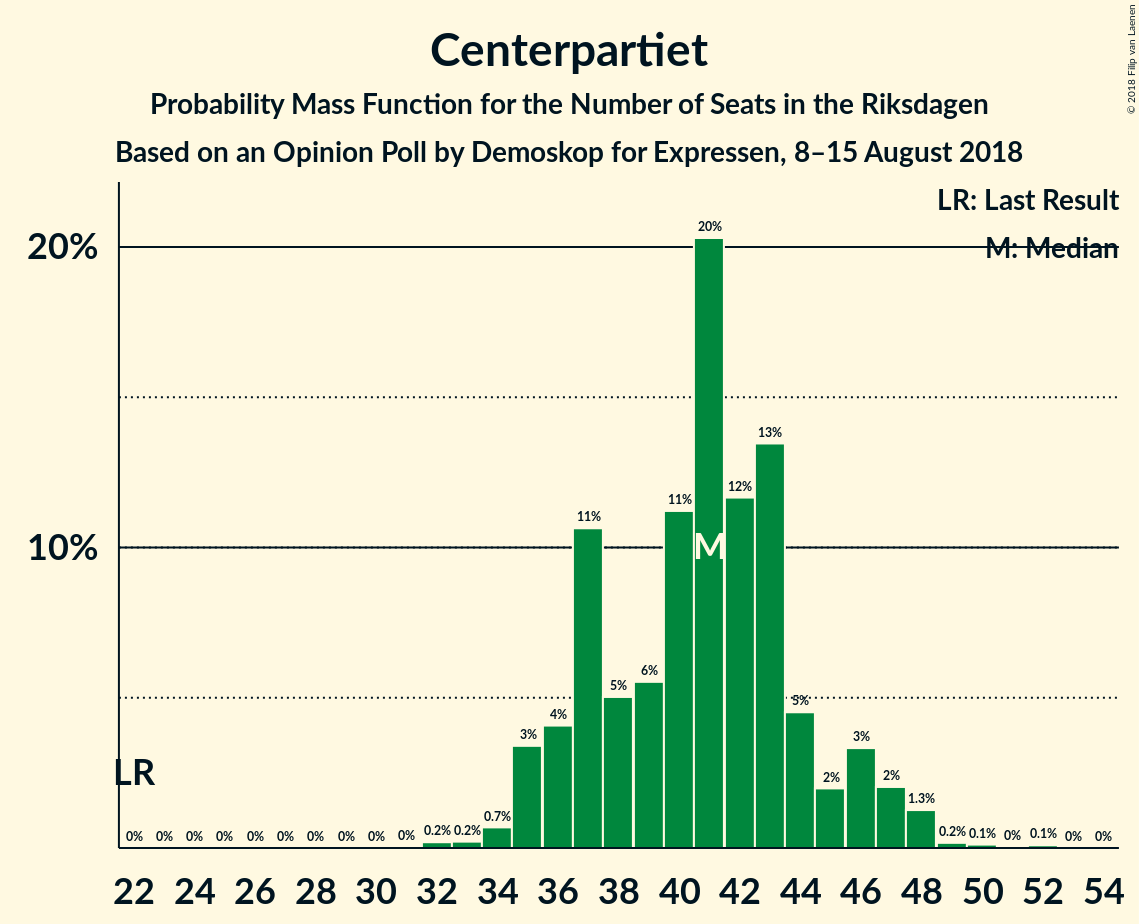 Centerpartiet
Probability Mass Function for the Number of Seats in the Riksdagen
Based on an Opinion Poll by Demoskop for Expressen, 8–15 August 2018
© 2018 Filip van Laenen
LR: Last Result
M: Median
20%
10%
LR
M
0% 0% 0% 0% 0% 0% 0% 0% 0% 0% 0.2% 0.2% 0.7% 3% 4% 11% 5% 6% 11% 20% 12% 13% 5% 2% 3% 2% 1.3% 0.2% 0.1% 0% 0.1% 0% 0%
22 24 26 28 30 32 34 36 38 40 42 44 46 48 50 52 54